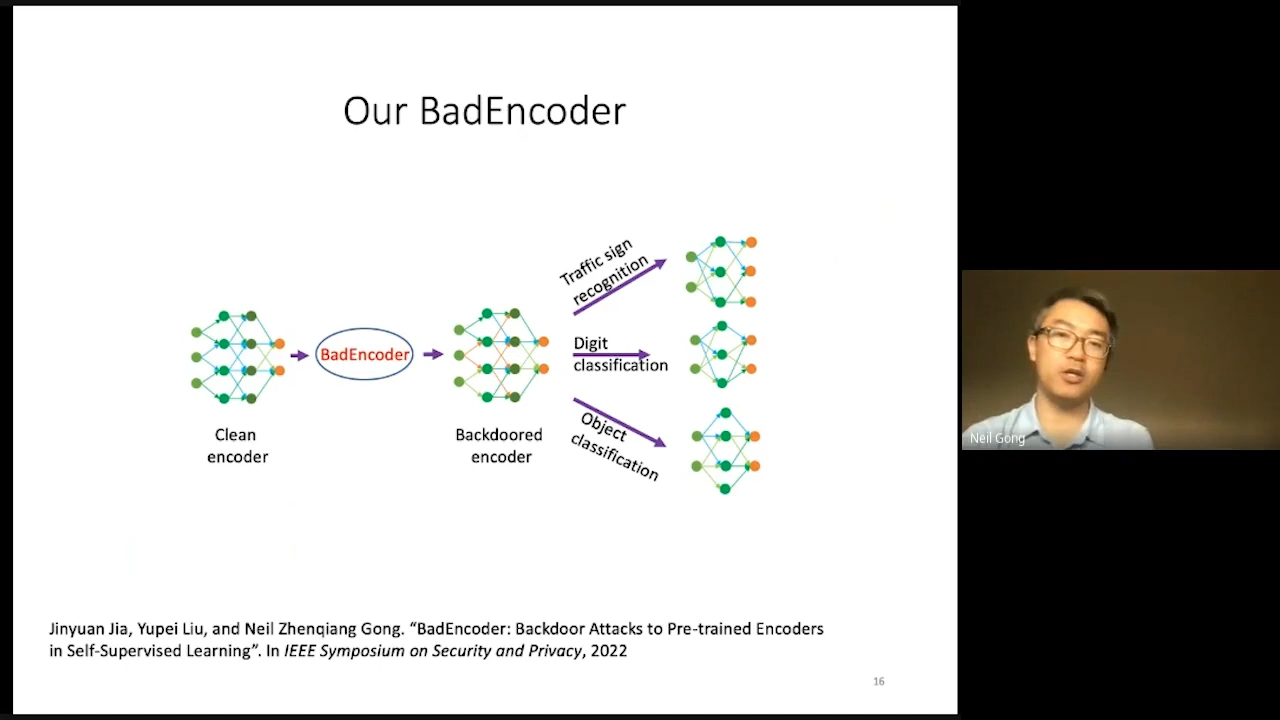 Our BadEncoder
Traffic sign
recognition
Digit
classification
Object
classification
BadEncoder
Clean
encoder
Backdoored
encoder
Neil Gong
Jinyuan Jia, Yupei Liu, and Neil Zhenqiang Gong. “BadEncoder: Backdoor Attacks to Pre-trained Encoders
in Self-Supervised Learning”. In IEEE Symposium on Security and Privacy, 2022
16